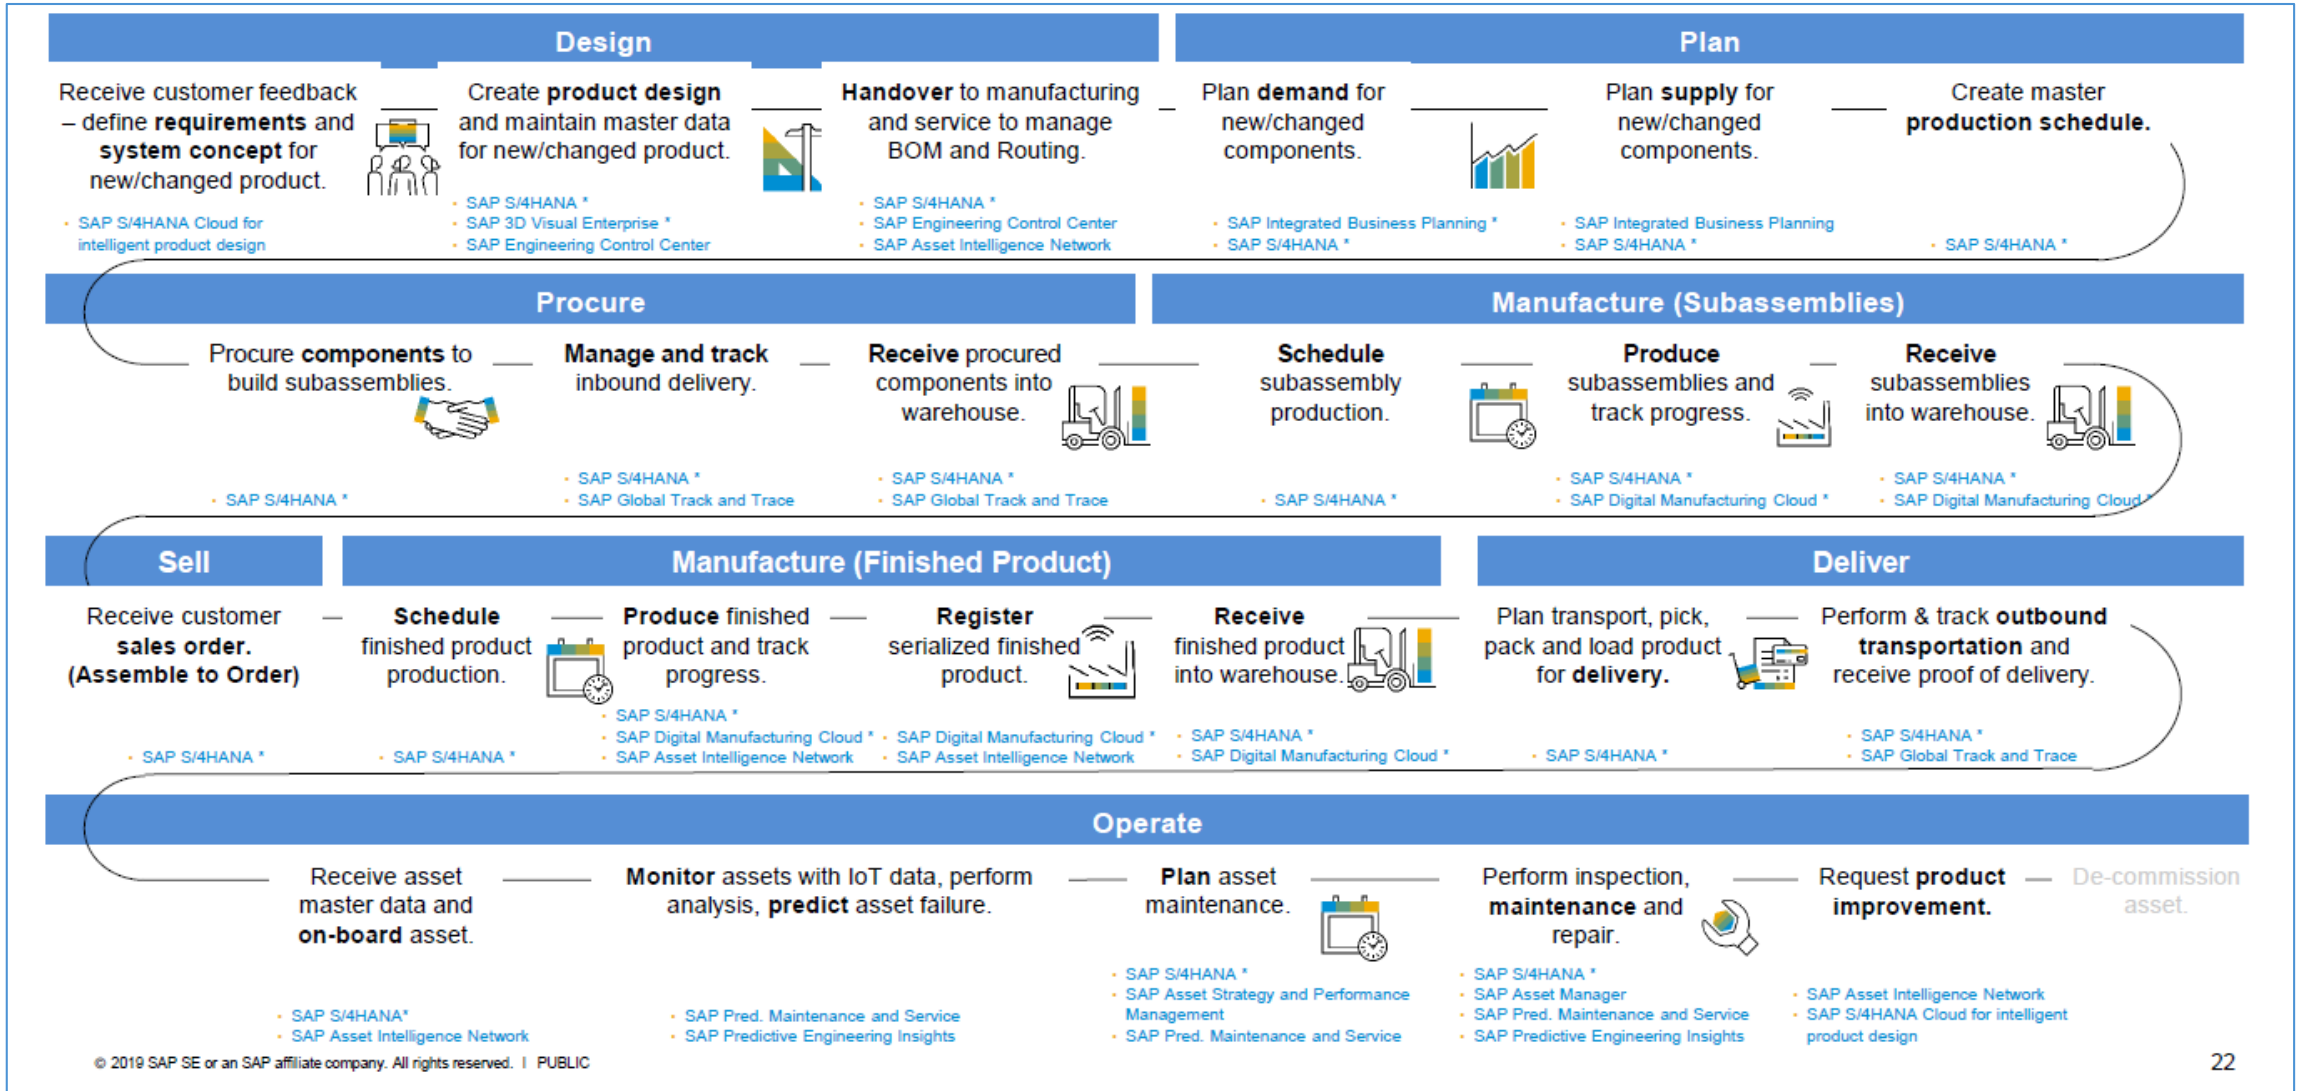 Design
Receive customer feedback
– define requirements and
system concept for
new/changed product.
• SAP S/4HANA Cloud for
intelligent product design
Create product design
and maintain master data
for new/changed product.
• SAP S/4HANA *
• SAP 3D Visual Enterprise *
• SAP Engineering Control Center
Handover to manufacturing
and service to manage
BOM and Routing.
• SAP S/4HANA *
• SAP Engineering Control Center
• SAP Asset Intelligence Network
Plan
Plan demand for
new/changed
components.
• SAP Integrated Business Planning *
• SAP S/4HANA *
Plan supply for
new/changed
components.
• SAP Integrated Business Planning
• SAP S/4HANA *
Create master
production schedule.
• SAP S/4HANA *
Procure
Procure components to
build subassemblies.
• SAP S/4HANA *
Manage and track
inbound delivery.
• SAP S/4HANA *
• SAP Global Track and Trace
Receive procured
components into
warehouse.
• SAP S/4HANA *
• SAP Global Track and Trace
Manufacture (Subassemblies)
Schedule
subassembly
production.
• SAP S/4HANA *
Produce
subassemblies and
track progress.
• SAP S/4HANA *
• SAP Digital Manufacturing Cloud *
Receive
subassemblies
into warehouse.
• SAP S/4HANA *
• SAP Digital Manufacturing Cloud *
Sell
Receive customer
sales order.
(Assemble to Order)
• SAP S/4HANA *
Manufacture (Finished Product)
Schedule
finished product
production.
• SAP S/4HANA *
Produce finished
product and track
progress.
• SAP S/4HANA *
• SAP Digital Manufacturing Cloud *
• SAP Asset Intelligence Network
Register
serialized finished
product.
• SAP Digital Manufacturing Cloud *
• SAP Asset Intelligence Network
Receive
finished product
into warehouse.
• SAP S/4HANA *
• SAP Digital Manufacturing Cloud *
Deliver
Plan transport, pick,
pack and load product
for delivery.
• SAP S/4HANA *
Perform & track outbound
transportation and
receive proof of delivery.
• SAP S/4HANA *
• SAP Global Track and Trace
Operate
Receive asset
master data and
on-board asset.
• SAP S/4HANA*
• SAP Asset Intelligence Network
Monitor assets with IoT data, perform
analysis, predict asset failure.
• SAP Pred. Maintenance and Service
• SAP Predictive Engineering Insights
Plan asset
maintenance.
• SAP S/4HANA *
• SAP Asset Strategy and Performance
Management
• SAP Pred. Maintenance and Service
Perform inspection,
maintenance and
repair.
• SAP S/4HANA *
• SAP Asset Manager
• SAP Pred. Maintenance and Service
• SAP Predictive Engineering Insights
Request product
improvement.
• SAP Asset Intelligence Network
• SAP S/4HANA Cloud for intelligent
product design
De-commission
asset.
© 2019 SAP SE or an SAP affiliate company. All rights reserved. I PUBLIC
22